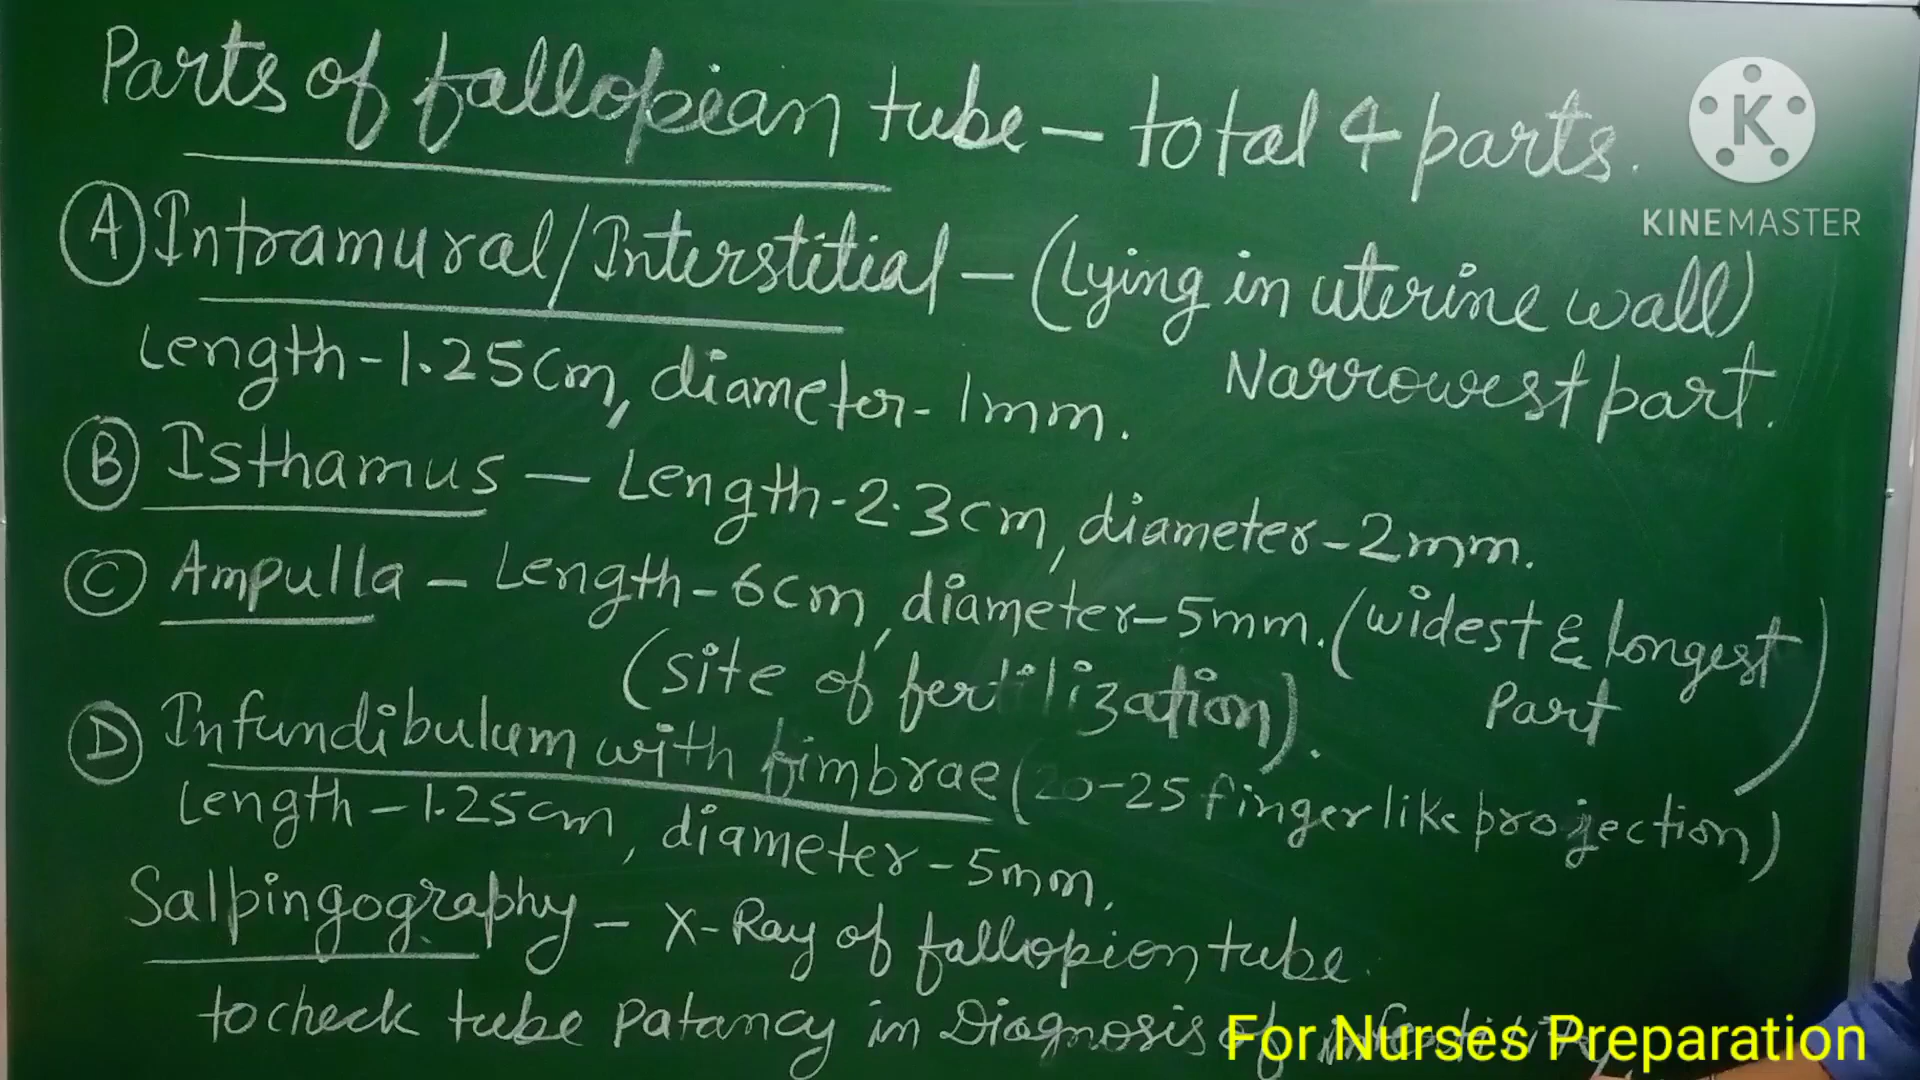 Parts of fallopean tube - total 4 parts.
K
KINEMASTER
(A) Intramural/Interstitial - (Lying in uterine wall)
Length-1.25cm, diameter-1mm. Narrowest part.
(B) Isthamus - Length-2.3cm, diameter-2mm.
(C) Ampulla - Length-6cm, diameter-5mm. (widest & longest Part)
(site of fertilization).
(D) Infundibulum with fimbrae (20-25 finger like projection)
Length-1.25cm, diameter-5mm.
Salpingography - X-Ray of fallopion tube.
to check tube Patancy in Diagnosis of infertility
For Nurses Preparation